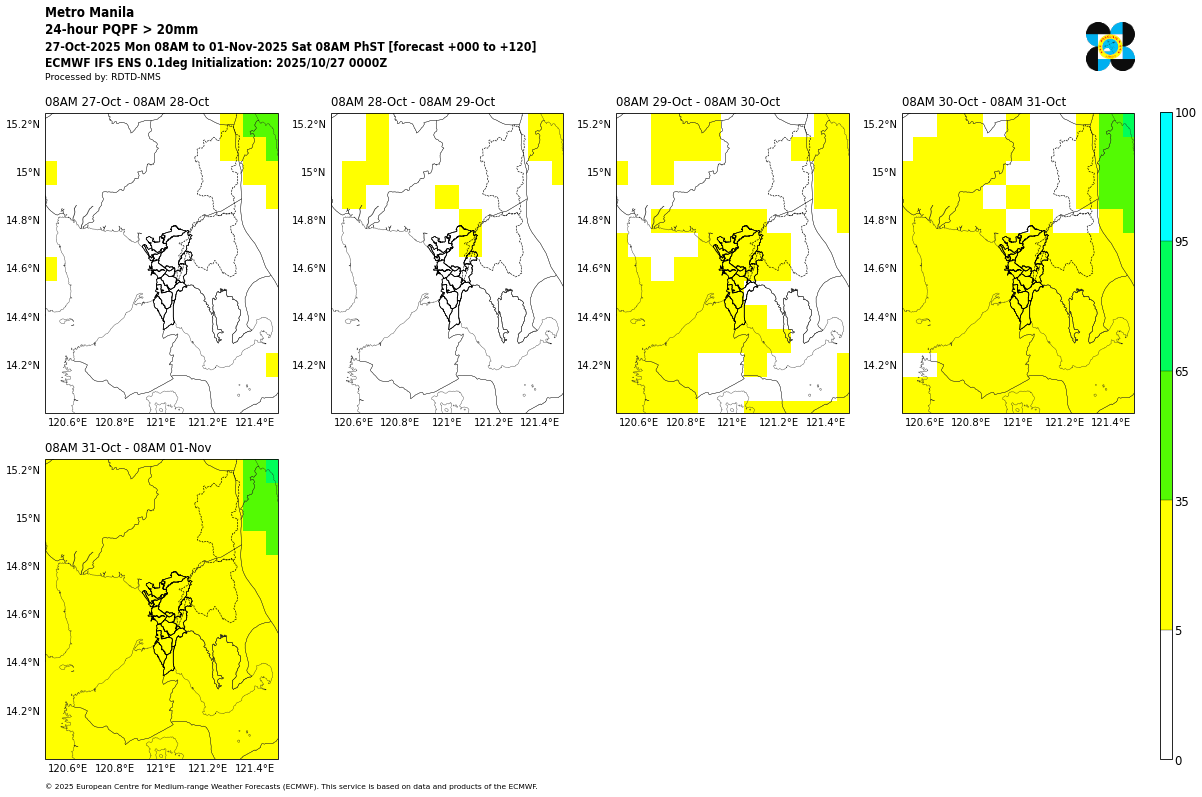 Metro Manila
24-hour PQPF > 20mm
27-Oct-2025 Mon 08AM to 01-Nov-2025 Sat 08AM PhST [forecast +000 to +120]
ECMWF IFS ENS 0.1deg Initialization: 2025/10/27 0000Z
Processed by: RDTD-NMS
08AM 27-Oct - 08AM 28-Oct
08AM 28-Oct - 08AM 29-Oct
08AM 29-Oct - 08AM 30-Oct
08AM 30-Oct - 08AM 31-Oct
15.2°N
15°N
14.8°N
14.6°N
14.4°N
14.2°N
120.6°E 120.8°E 121°E 121.2°E 121.4°E
15.2°N
15°N
14.8°N
14.6°N
14.4°N
14.2°N
120.6°E 120.8°E 121°E 121.2°E 121.4°E
15.2°N
15°N
14.8°N
14.6°N
14.4°N
14.2°N
120.6°E 120.8°E 121°E 121.2°E 121.4°E
15.2°N
15°N
14.8°N
14.6°N
14.4°N
14.2°N
120.6°E 120.8°E 121°E 121.2°E 121.4°E
08AM 31-Oct - 08AM 01-Nov
15.2°N
15°N
14.8°N
14.6°N
14.4°N
14.2°N
120.6°E 120.8°E 121°E 121.2°E 121.4°E
100
95
65
35
5
0
© 2025 European Centre for Medium-range Weather Forecasts (ECMWF). This service is based on data and products of the ECMWF.